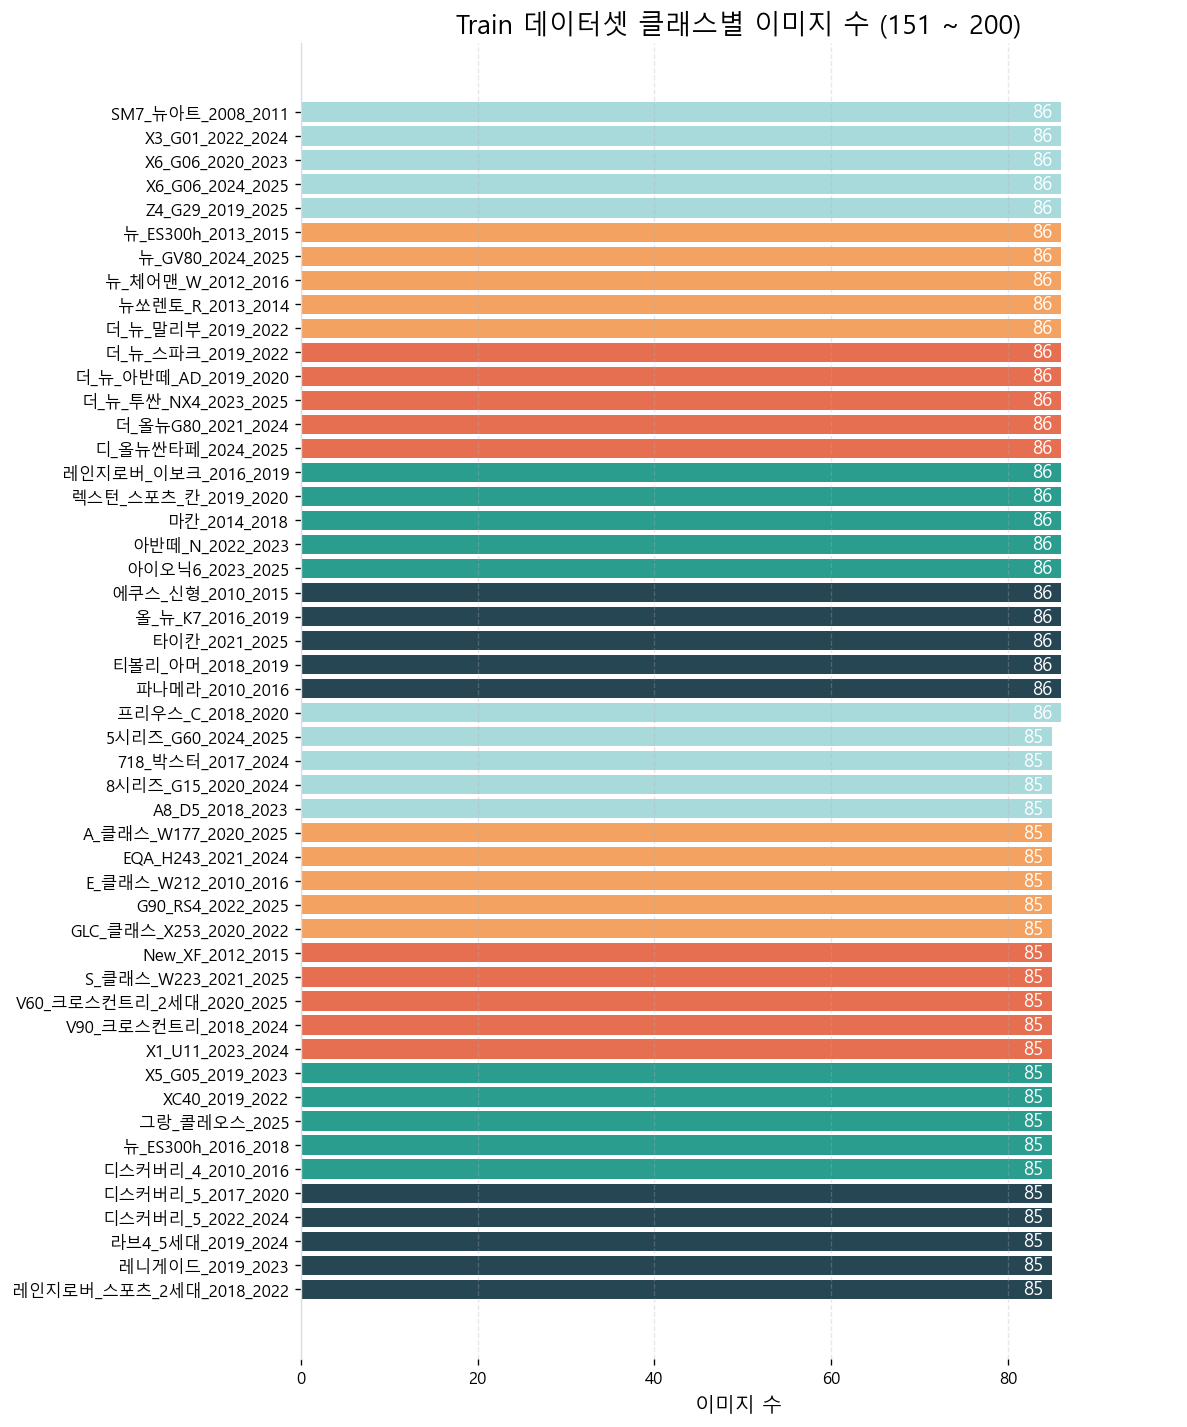 Train 데이터셋 클래스별 이미지 수 (151 ~ 200)
SM7_뉴아트_2008_2011 86
X3_G01_2022_2024 86
X6_G06_2020_2023 86
X6_G06_2024_2025 86
Z4_G29_2019_2025 86
뉴_ES300h_2013_2015 86
뉴_GV80_2024_2025 86
뉴_체어맨_W_2012_2016 86
뉴쏘렌토_R_2013_2014 86
더_뉴_말리부_2019_2022 86
더_뉴_스파크_2019_2022 86
더_뉴_아반떼_AD_2019_2020 86
더_뉴_투싼_NX4_2023_2025 86
더_올뉴G80_2021_2024 86
디_올뉴싼타페_2024_2025 86
레인지로버_이보크_2016_2019 86
렉스턴_스포츠_칸_2019_2020 86
마칸_2014_2018 86
아반떼_N_2022_2023 86
아이오닉6_2023_2025 86
에쿠스_신형_2010_2015 86
올_뉴_K7_2016_2019 86
타이칸_2021_2025 86
티볼리_아머_2018_2019 86
파나메라_2010_2016 86
프리우스_C_2018_2020 86
5시리즈_G60_2024_2025 85
718_박스터_2017_2024 85
8시리즈_G15_2020_2024 85
A8_D5_2018_2023 85
A_클래스_W177_2020_2025 85
EQA_H243_2021_2024 85
E_클래스_W212_2010_2016 85
G90_RS4_2022_2025 85
GLC_클래스_X253_2020_2022 85
New_XF_2012_2015 85
S_클래스_W223_2021_2025 85
V60_크로스컨트리_2세대_2020_2025 85
V90_크로스컨트리_2018_2024 85
X1_U11_2023_2024 85
X5_G05_2019_2023 85
XC40_2019_2022 85
그랑_콜레오스_2025 85
뉴_ES300h_2016_2018 85
디스커버리_4_2010_2016 85
디스커버리_5_2017_2020 85
디스커버리_5_2022_2024 85
라브4_5세대_2019_2024 85
레니게이드_2019_2023 85
레인지로버_스포츠_2세대_2018_2022 85
0 20 40 60 80
이미지 수